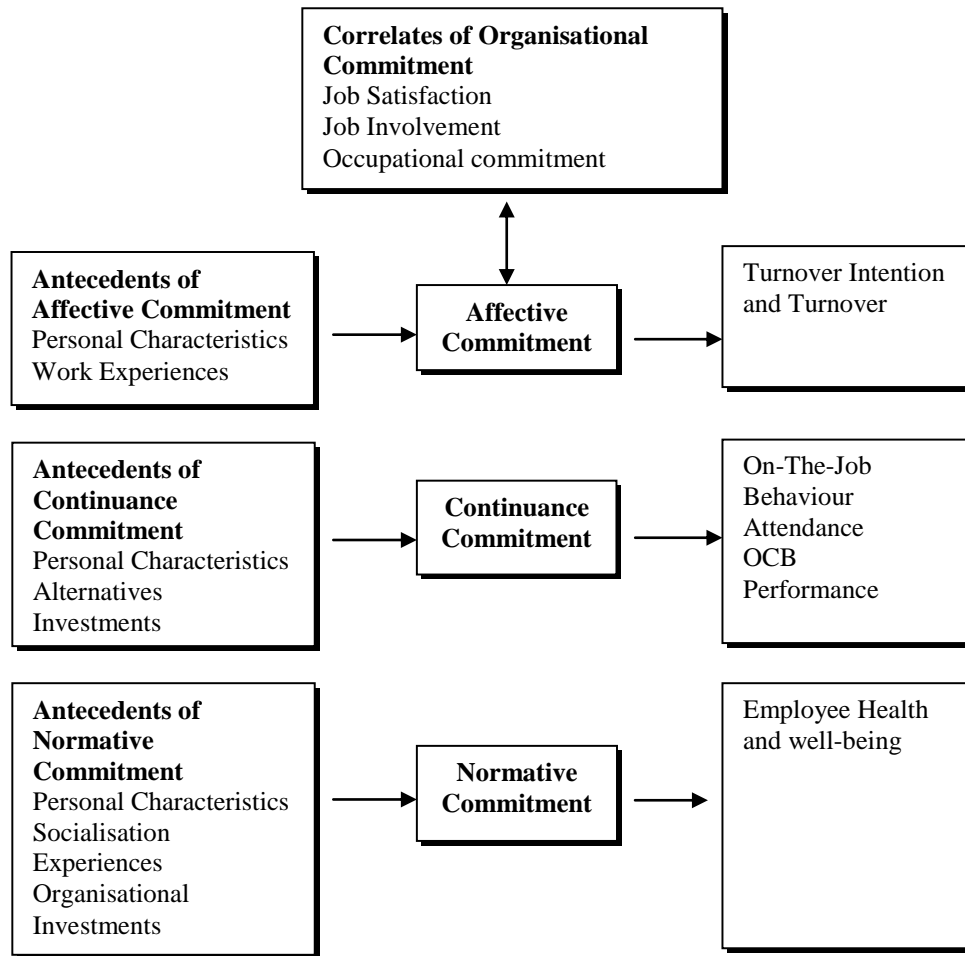 Correlates of Organisational
Commitment
Job Satisfaction
Job Involvement
Occupational commitment
Antecedents of
Affective Commitment
Personal Characteristics
Work Experiences
Affective
Commitment
Turnover Intention
and Turnover
Antecedents of
Continuance
Commitment
Personal Characteristics
Alternatives
Investments
Continuance
Commitment
On-The-Job
Behaviour
Attendance
OCB
Performance
Antecedents of
Normative
Commitment
Personal Characteristics
Socialisation
Experiences
Organisational
Investments
Normative
Commitment
Employee Health
and well-being